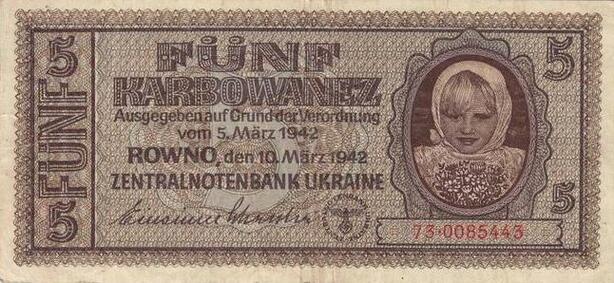 5 FÜNF 5
FÜNF
KARBOWANEZ
Ausgegeben auf Grund der Verordnung
vom 5. März 1942
ROWNO, den 10. März 1942
ZENTRALNOTENBANK UKRAINE
5
5
73·0085443